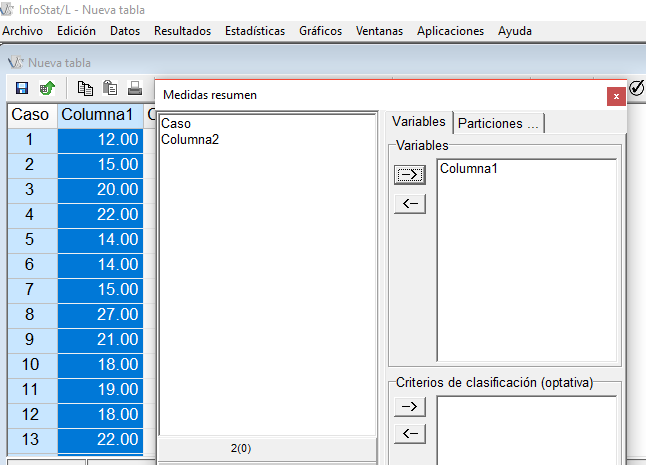 InfoStat/L - Nueva tabla
Archivo Edición Datos Resultados Estadísticas Gráficos Ventanas Aplicaciones Ayuda
Nueva tabla
Medidas resumen
x
Caso Columna1
1 12.00
2 15.00
3 20.00
4 22.00
5 14.00
6 14.00
7 15.00
8 27.00
9 21.00
10 18.00
11 19.00
12 18.00
13 22.00
Caso
Columna2
2(0)
Variables Particiones ...
Variables
Columna1
Criterios de clasificación (optativa)